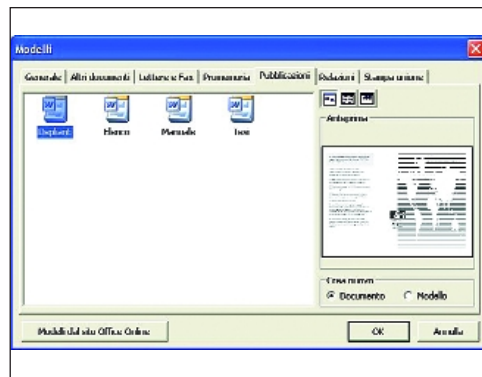 Modelli
Generale Altri documenti Lettere e Fax Promemoria Pubblicazioni Relazioni Stampa unione
Depliant Elenco Manuale Tesi
Anteprima
Crea nuovo
Documento Modello
Modelli dal sito Office Online OK Annulla